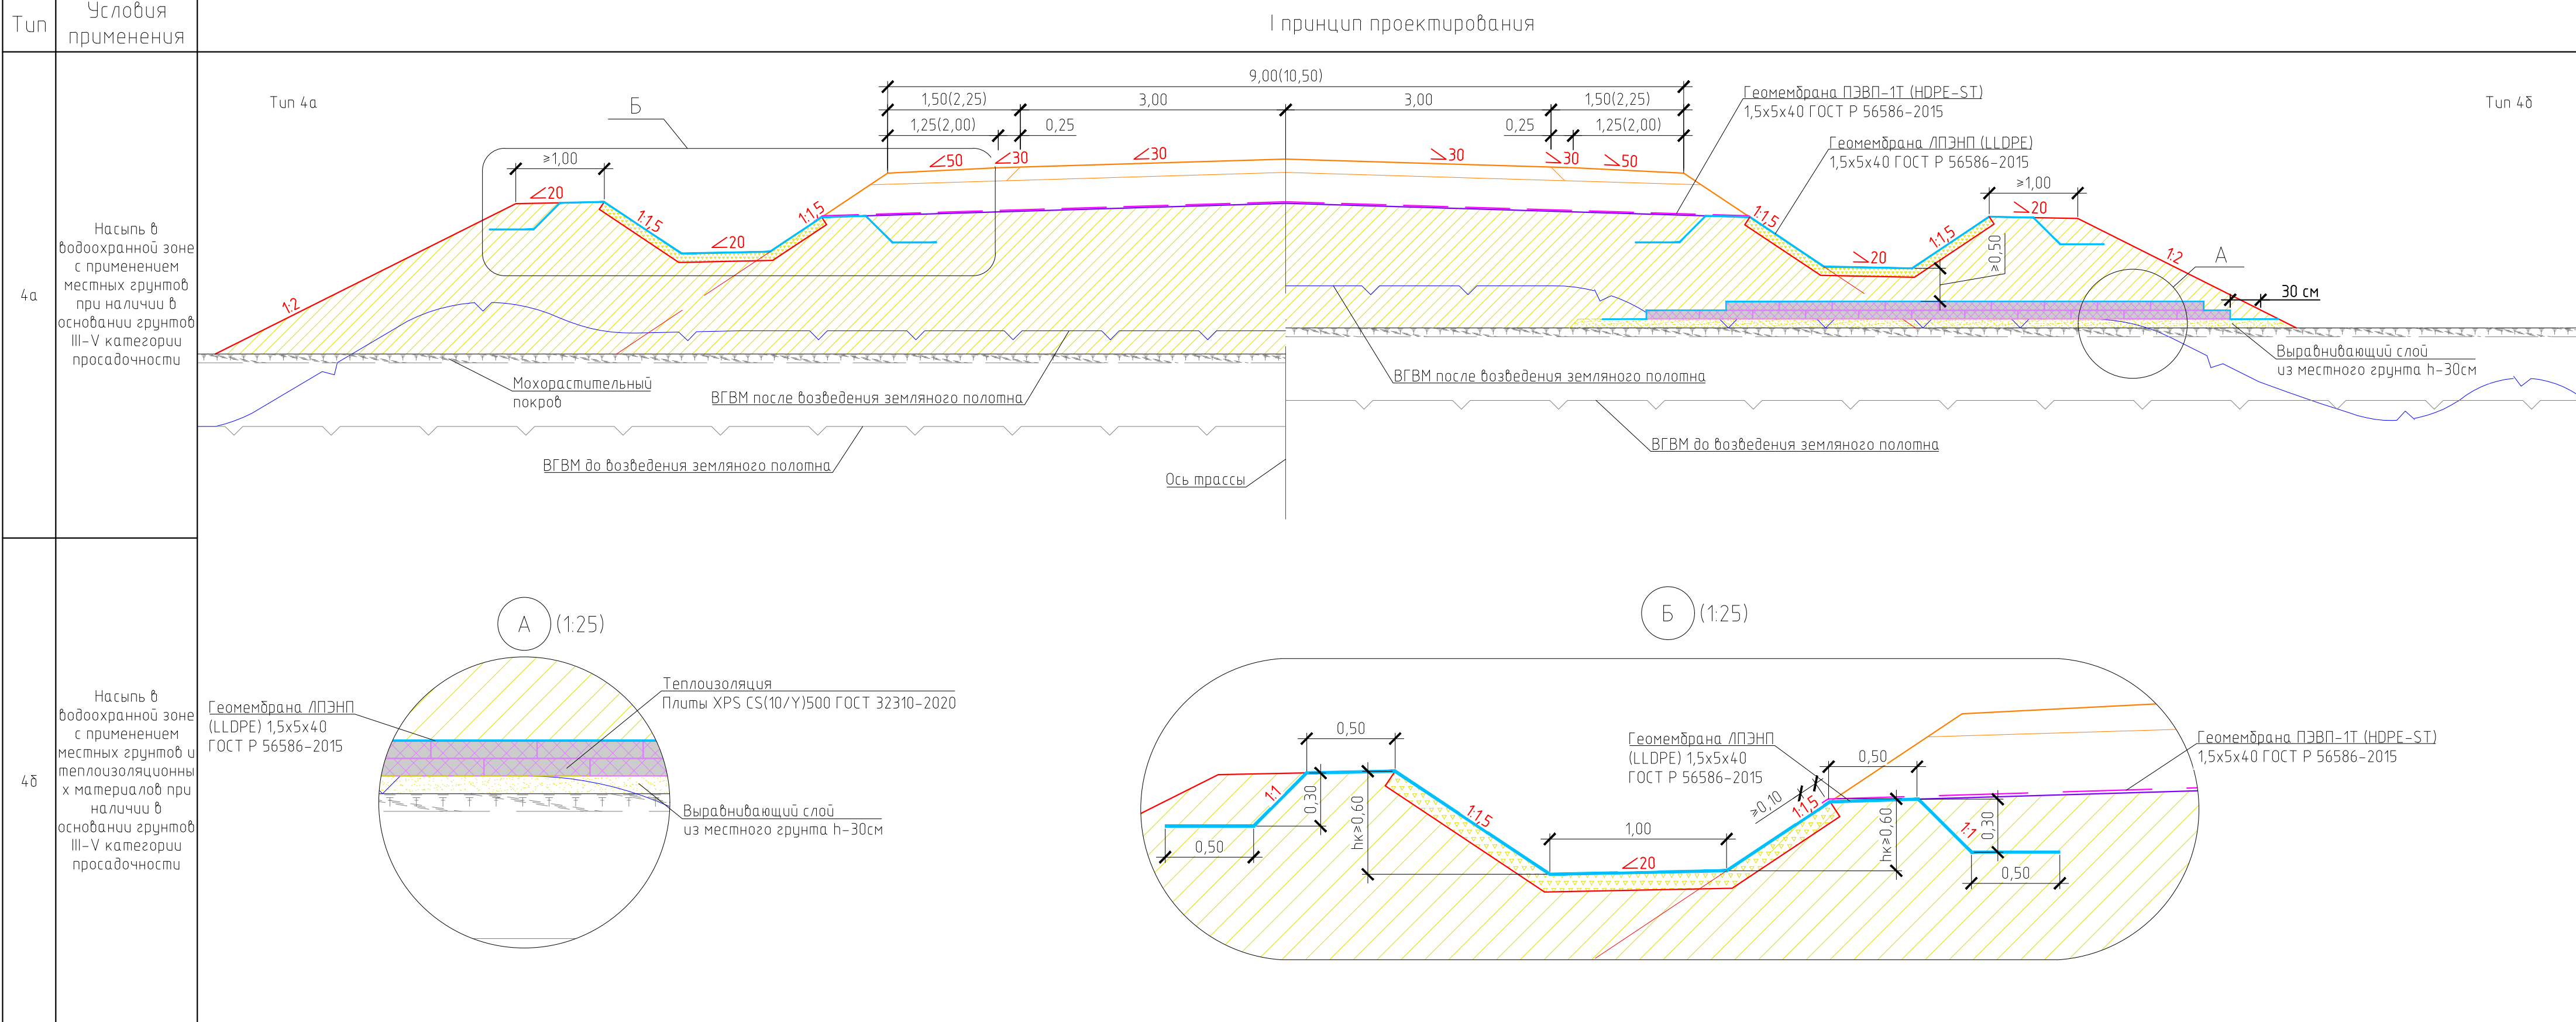 Тип
Условия
применения
I принцип проектирования
4а
Насыпь в
водоохранной зоне
с применением
местных грунтов
при наличии в
основании грунтов
III-V категории
просадочности
Тип 4а
Б
9,00(10,50)
1,50(2,25)
3,00
3,00
1,50(2,25)
1,25(2,00)
0,25
0,25
1,25(2,00)
Геомембрана ПЭВП-1Т (HDPE-ST)
1,5х5х40 ГОСТ Р 56586-2015
Тип 4б
Геомембрана ЛПЭНП (LLDPE)
1,5х5х40 ГОСТ Р 56586-2015
≥1,00
∠50
∠30
∠30
30
30
50
≥1,00
∠20
1:1,5
∠20
1:1,5
1:1,5
20
1:1,5
20
≥0,50
1:2
А
1:2
30 см
Мохорастительный
покров
ВГВМ после возведения земляного полотна
ВГВМ до возведения земляного полотна
Ось трассы
ВГВМ после возведения земляного полотна
ВГВМ до возведения земляного полотна
Выравнивающий слой
из местного грунта h-30см
4б
Насыпь в
водоохранной зоне
с применением
местных грунтов и
теплоизоляционны
х материалов при
наличии в
основании грунтов
III-V категории
просадочности
А
(1:25)
Геомембрана ЛПЭНП
(LLDPE) 1,5х5х40
ГОСТ Р 56586-2015
Теплоизоляция
Плиты XPS CS(10/Y)500 ГОСТ 32310-2020
Выравнивающий слой
из местного грунта h-30см
Б
(1:25)
0,50
1:1
0,30
0,50
hк≥0,60
1:1,5
1,00
∠20
≥0,10
1:1,5
Геомембрана ЛПЭНП
(LLDPE) 1,5х5х40
ГОСТ Р 56586-2015
0,50
hк≥0,60
1:1
0,30
0,50
Геомембрана ПЭВП-1Т (HDPE-ST)
1,5х5х40 ГОСТ Р 56586-2015